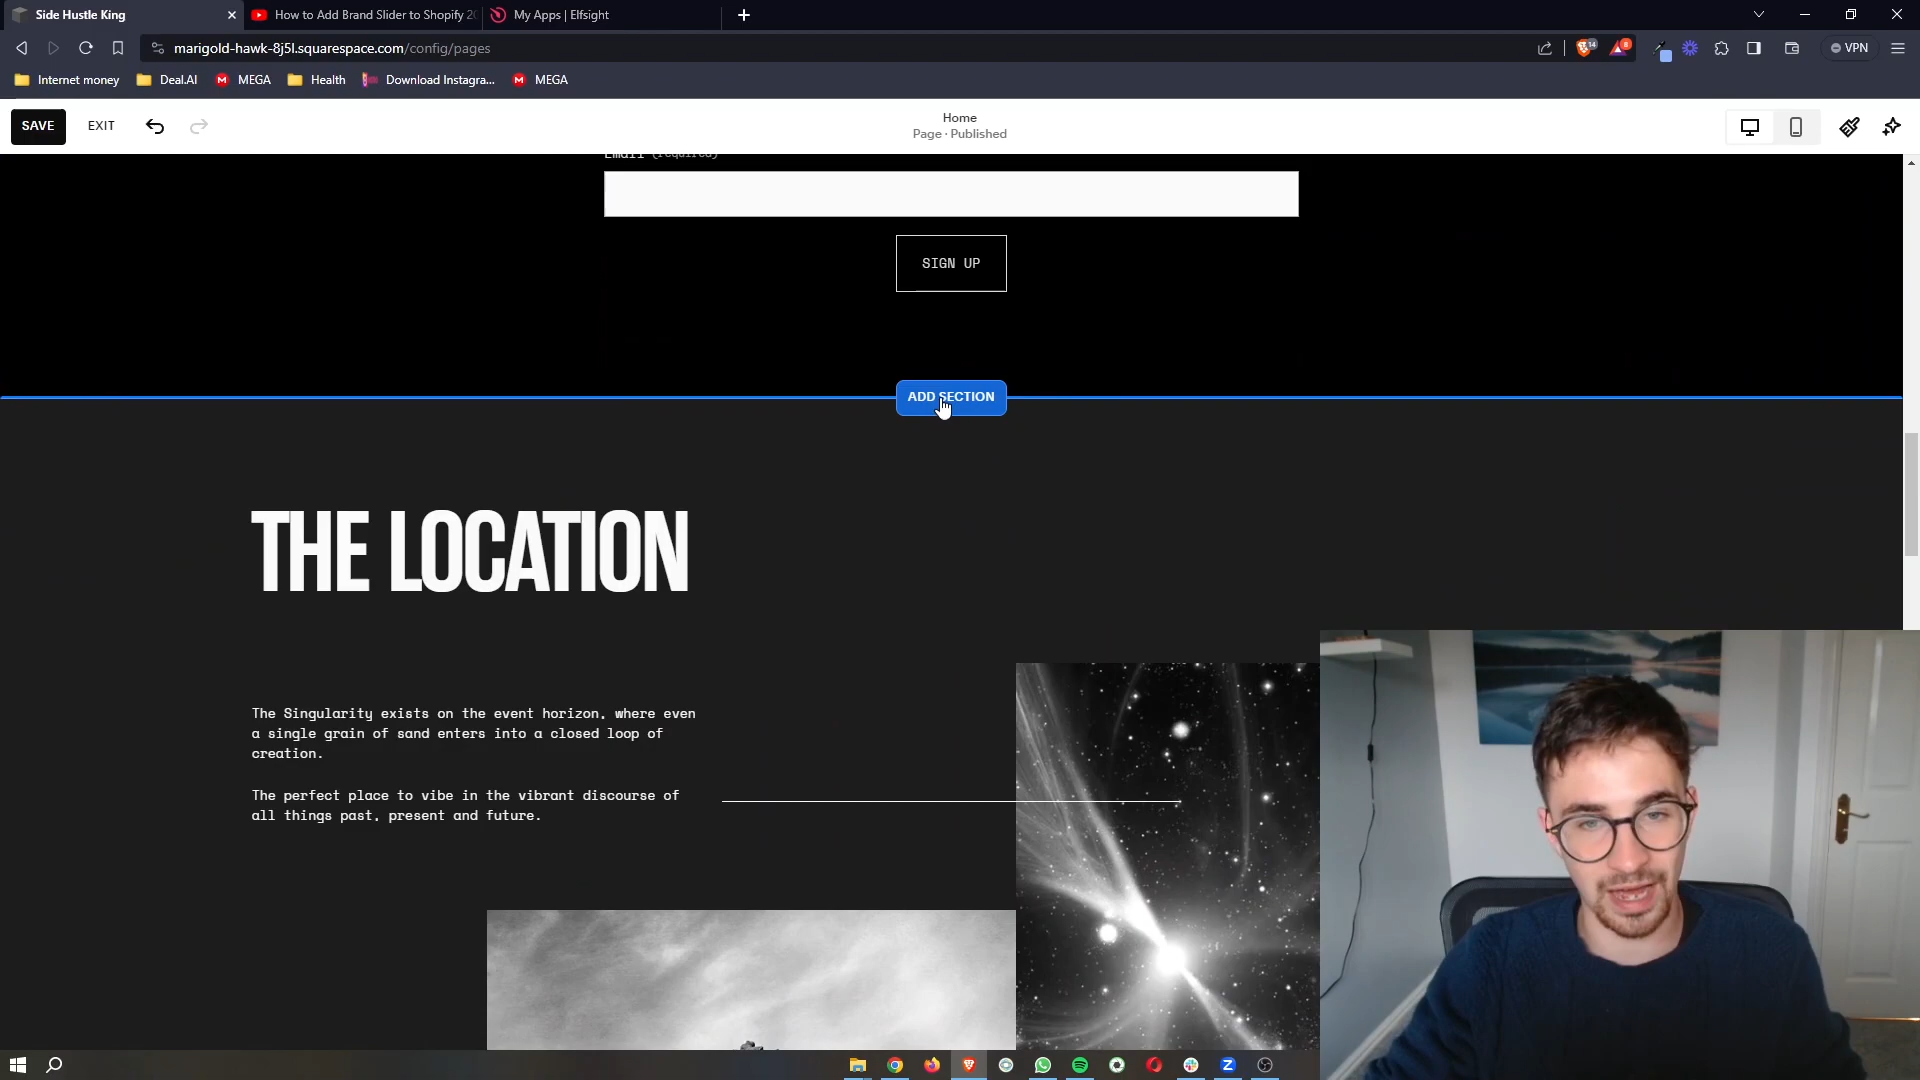 Side Hustle King
How to Add Brand Slider to Shopify 20
My Apps | Elfsight
marigold-hawk-8j5l.squarespace.com/config/pages
14
8
VPN
Internet money
Deal.AI
MEGA
Health
Download Instagra...
MEGA
SAVE
EXIT
Home
Page · Published
Email (required)
SIGN UP
ADD SECTION
THE LOCATION
The Singularity exists on the event horizon, where even
a single grain of sand enters into a closed loop of
creation.
The perfect place to vibe in the vibrant discourse of
all things past, present and future.